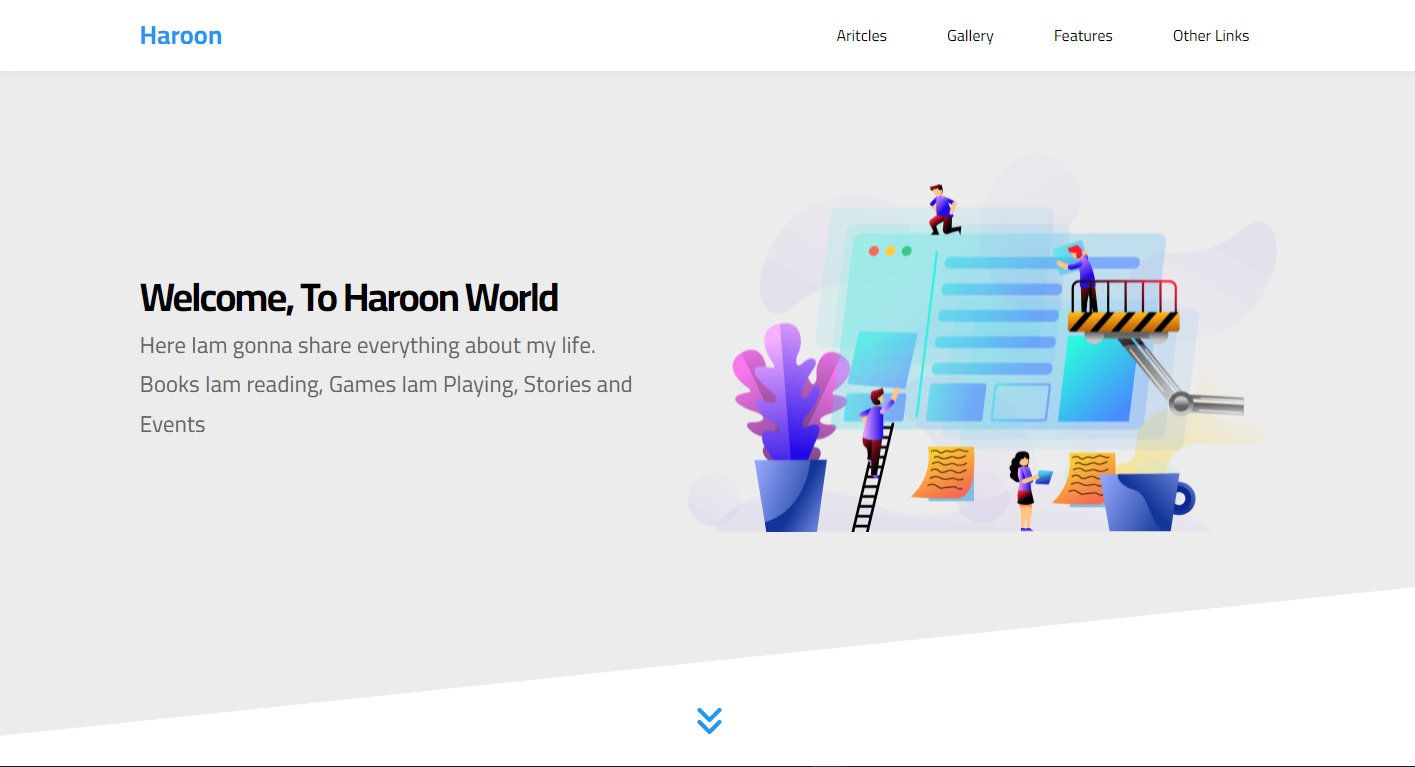 Haroon
Aritcles
Gallery
Features
Other Links
Welcome, To Haroon World
Here Iam gonna share everything about my life.
Books Iam reading, Games Iam Playing, Stories and
Events